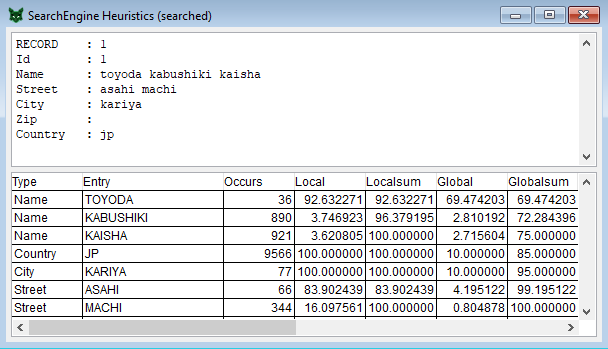 SearchEngine Heuristics (searched)
RECORD : 1
Id : 1
Name : toyoda kabushiki kaisha
Street : asahi machi
City : kariya
Zip :
Country : jp
Type Entry Occurs Local Localsum Global Globalsum
Name TOYODA 36 92.632271 92.632271 69.474203 69.474203
Name KABUSHIKI 890 3.746923 96.379195 2.810192 72.284396
Name KAISHA 921 3.620805 100.000000 2.715604 75.000000
Country JP 9566 100.000000 100.000000 10.000000 85.000000
City KARIYA 77 100.000000 100.000000 10.000000 95.000000
Street ASAHI 66 83.902439 83.902439 4.195122 99.195122
Street MACHI 344 16.097561 100.000000 0.804878 100.000000